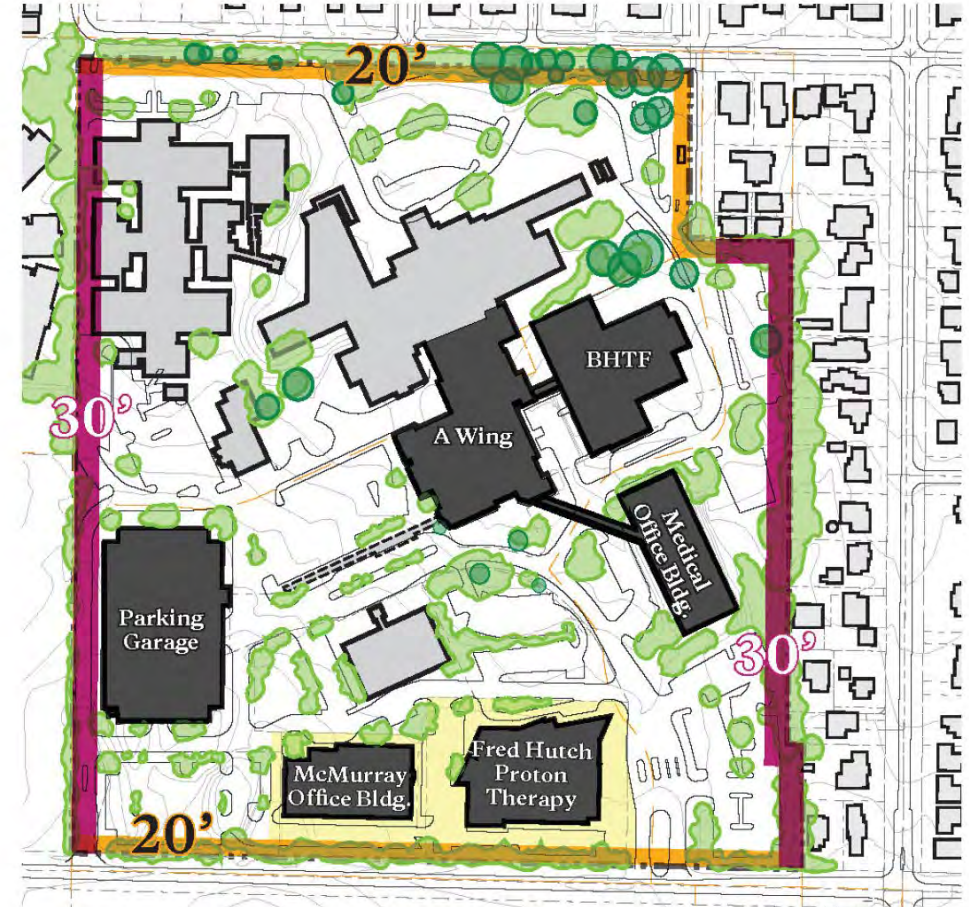 20'
BHTF
30'
A Wing
Medical
Office Bldg.
Parking
Garage
30'
Fred Hutch
Proton
Therapy
McMurray
Office Bldg.
20'